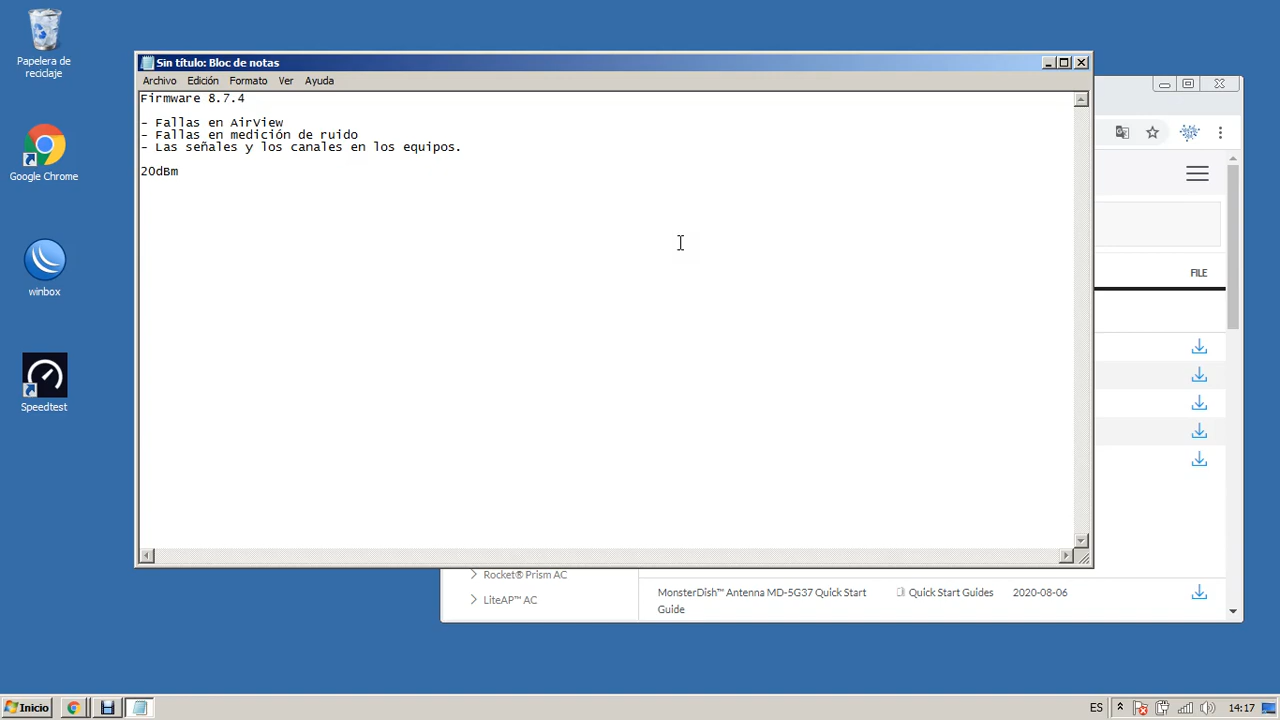 Papelera de
reciclaje
Google Chrome
winbox
Speedtest
Sin título: Bloc de notas
Archivo Edición Formato Ver Ayuda
Firmware 8.7.4
- Fallas en AirView
- Fallas en medición de ruido
- Las señales y los canales en los equipos.
20dBm
FILE
Rocket® Prism AC
LiteAP™ AC
MonsterDish™ Antenna MD-5G37 Quick Start
Guide
Quick Start Guides
2020-08-06
Inicio
ES
14:17